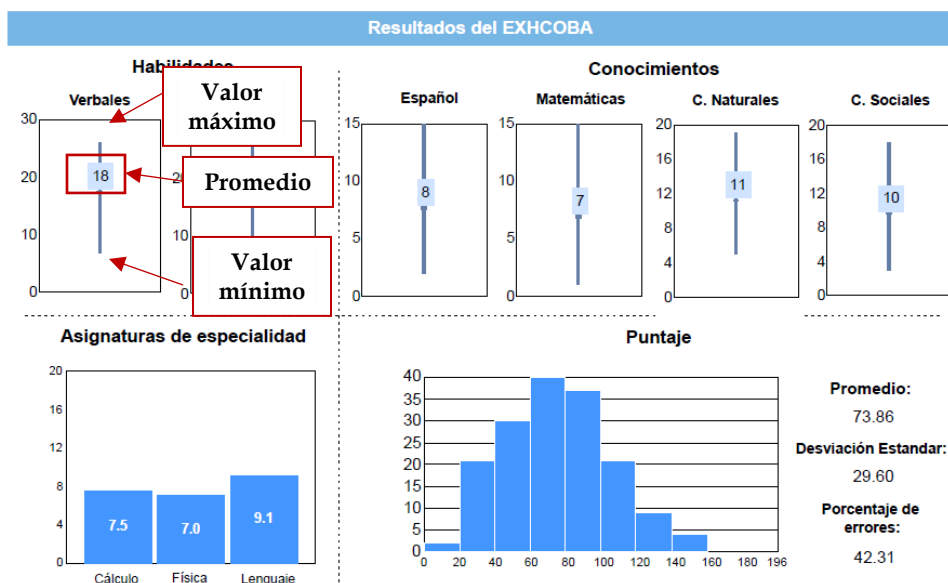 Resultados del EXHCOBA
Habilidades
Verbales
Valor
máximo
30
20
10
0
18
Promedio
Valor
mínimo
20
10
0
Conocimientos
Español
15
10
5
0
8
Matemáticas
15
10
5
0
7
C. Naturales
20
16
12
8
4
0
11
C. Sociales
20
16
12
8
4
0
10
Asignaturas de especialidad
20
16
12
8
4
0
7.5
7.0
9.1
Cálculo
Física
Lenguaje
Puntaje
40
35
30
25
20
15
10
5
0
0 20 40 60 80 100 120 140 160 180 196
Promedio:
73.86
Desviación Estandar:
29.60
Porcentaje de
errores:
42.31